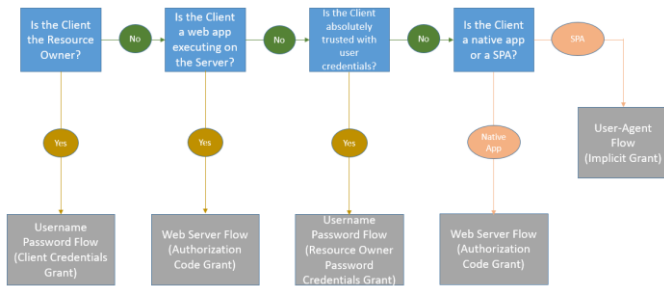 Is the Client
the Resource
Owner?
No
Is the Client
a web app
executing on
the Server?
No
Is the Client
absolutely
trusted with
user
credentials?
No
Is the Client
a native app
or a SPA?
SPA
Yes
Yes
Yes
Native
App
User-Agent
Flow
(Implicit Grant)
Username
Password Flow
(Client Credentials
Grant)
Web Server Flow
(Authorization
Code Grant)
Username
Password Flow
(Resource Owner
Password
Credentials Grant)
Web Server Flow
(Authorization
Code Grant)